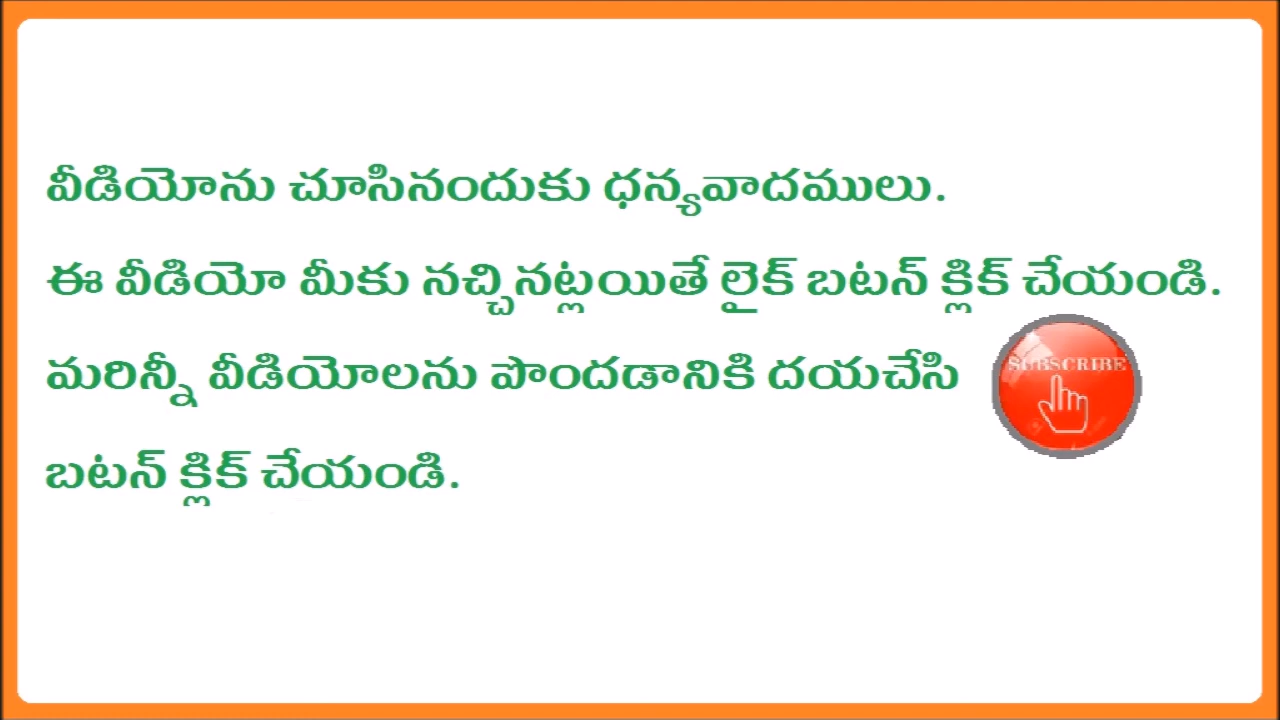 వీడియోను చూసినందుకు ధన్యవాదములు.
ఈ వీడియో మీకు నచ్చినట్లయితే లైక్ బటన్ క్లిక్ చేయండి.
మరిన్ని వీడియోలను పొందడానికి దయచేసి SUBSCRIBE
బటన్ క్లిక్ చేయండి.